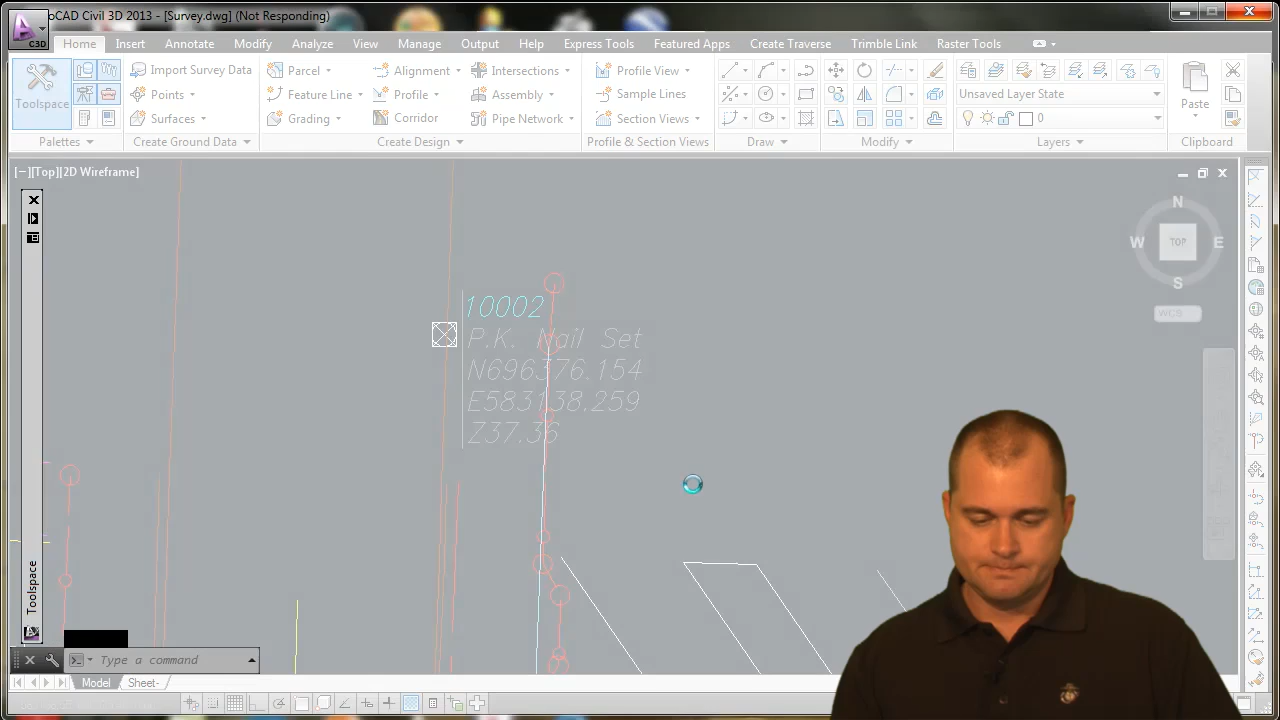 oCAD Civil 3D 2013 - [Survey.dwg] (Not Responding)
C3D
Home Insert Annotate Modify Analyze View Manage Output Help Express Tools Featured Apps Create Traverse Trimble Link Raster Tools
Toolspace
Import Survey Data
Points
Surfaces
Parcel
Feature Line
Grading
Alignment
Profile
Corridor
Intersections
Assembly
Pipe Network
Profile View
Sample Lines
Section Views
Unsaved Layer State
0
Paste
Palettes
Create Ground Data
Create Design
Profile & Section Views
Draw
Modify
Layers
Clipboard
[−][Top][2D Wireframe]
N
W TOP E
S
WCS
10002
P.K. Nail Set
N696376.154
E583138.259
Z37.36
Toolspace
Type a command
Model Sheet-